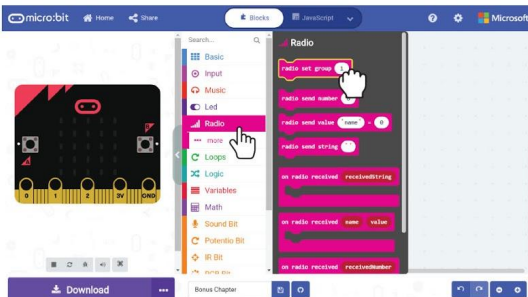 micro:bit Home Share Blocks JavaScript Microsoft
Search...
Basic
Input
Music
Led
Radio
more
Loops
Logic
Variables
Math
Sound Bit
Potentio Bit
IR Bit
Radio
radio set group 1
radio send number
radio send value "name" = 0
radio send string " "
on radio received receivedString
on radio received name value
on radio received receivedNumber
0 1 2 3V GND
Download
Bonus Chapter